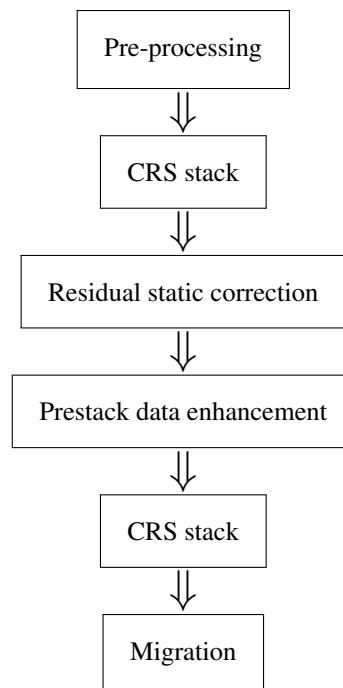 Pre-processing
CRS stack
Residual static correction
Prestack data enhancement
CRS stack
Migration